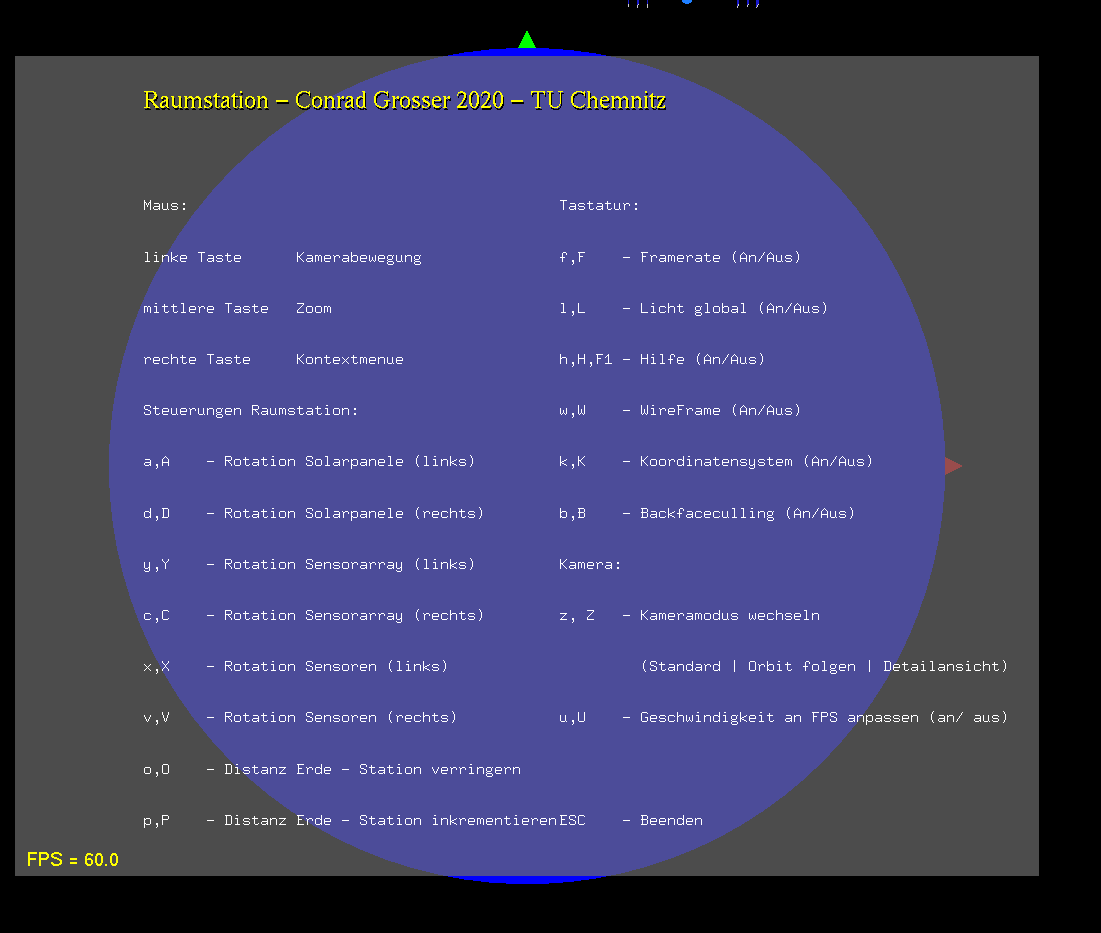 Raumstation – Conrad Grosser 2020 – TU Chemnitz
Maus:
linke Taste Kamerabewegung
mittlere Taste Zoom
rechte Taste Kontextmenue
Steuerungen Raumstation:
a,A – Rotation Solarpanele (links)
d,D – Rotation Solarpanele (rechts)
y,Y – Rotation Sensorarray (links)
c,C – Rotation Sensorarray (rechts)
x,X – Rotation Sensoren (links)
v,V – Rotation Sensoren (rechts)
o,O – Distanz Erde – Station verringern
p,P – Distanz Erde – Station inkrementieren
Tastatur:
f,F – Framerate (An/Aus)
l,L – Licht global (An/Aus)
h,H,F1 – Hilfe (An/Aus)
w,W – WireFrame (An/Aus)
k,K – Koordinatensystem (An/Aus)
b,B – Backfaceculling (An/Aus)
Kamera:
z, Z – Kameramodus wechseln
(Standard | Orbit folgen | Detailansicht)
u,U – Geschwindigkeit an FPS anpassen (an/ aus)
ESC – Beenden
FPS = 60.0